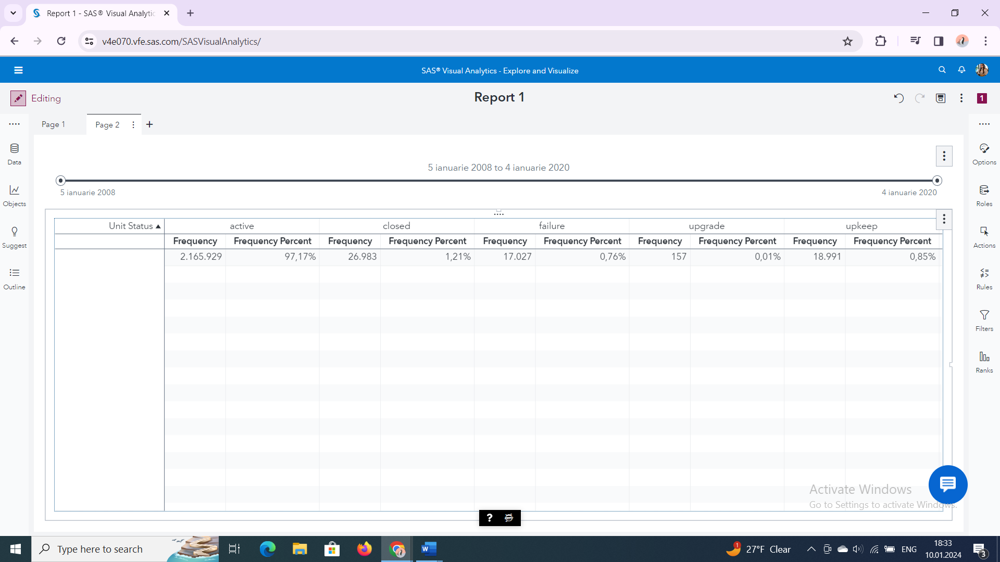 Report 1 - SAS® Visual Analytic
v4e070.vfe.sas.com/SASVisualAnalytics/
SAS® Visual Analytics - Explore and Visualize
Editing
Report 1
1
Page 1
Page 2
Data
Objects
Suggest
Outline
5 ianuarie 2008 to 4 ianuarie 2020
5 ianuarie 2008
4 ianuarie 2020
Unit Status active closed failure upgrade upkeep
Frequency Frequency Percent Frequency Frequency Percent Frequency Frequency Percent Frequency Frequency Percent Frequency Frequency Percent
2.165.929 97,17% 26.983 1,21% 17.027 0,76% 157 0,01% 18.991 0,85%
Options
Roles
Actions
Rules
Filters
Ranks
Activate Windows
Go to Settings to activate Windows.
?
Type here to search
W
1
27°F Clear
ENG
18:33
10.01.2024
3